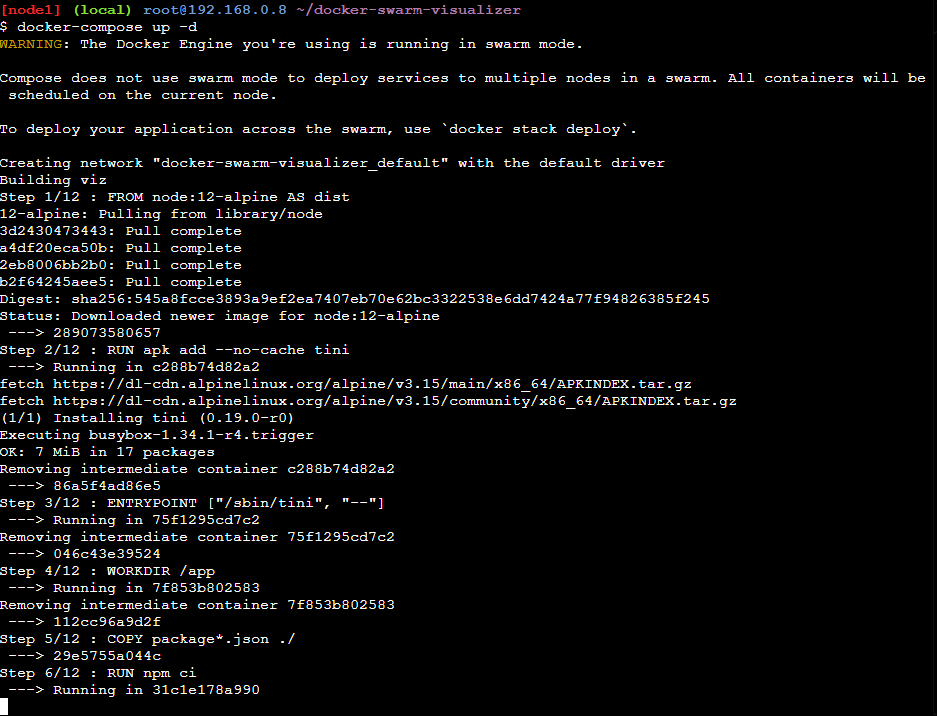 [node1] (local) root@192.168.0.8 ~/docker-swarm-visualizer
$ docker-compose up -d
WARNING: The Docker Engine you're using is running in swarm mode.
Compose does not use swarm mode to deploy services to multiple nodes in a swarm. All containers will be
scheduled on the current node.
To deploy your application across the swarm, use `docker stack deploy`.
Creating network "docker-swarm-visualizer_default" with the default driver
Building viz
Step 1/12 : FROM node:12-alpine AS dist
12-alpine: Pulling from library/node
3d2430473443: Pull complete
a4df20eca50b: Pull complete
2eb8006bb2b0: Pull complete
b2f64245aee5: Pull complete
Digest: sha256:545a8fcce3893a9ef2ea7407eb70e62bc3322538e6dd7424a77f94826385f245
Status: Downloaded newer image for node:12-alpine
---> 289073580657
Step 2/12 : RUN apk add --no-cache tini
---> Running in c288b74d82a2
fetch https://dl-cdn.alpinelinux.org/alpine/v3.15/main/x86_64/APKINDEX.tar.gz
fetch https://dl-cdn.alpinelinux.org/alpine/v3.15/community/x86_64/APKINDEX.tar.gz
(1/1) Installing tini (0.19.0-r0)
Executing busybox-1.34.1-r4.trigger
OK: 7 MiB in 17 packages
Removing intermediate container c288b74d82a2
---> 86a5f4ad86e5
Step 3/12 : ENTRYPOINT ["/sbin/tini", "--"]
---> Running in 75f1295cd7c2
Removing intermediate container 75f1295cd7c2
---> 046c43e39524
Step 4/12 : WORKDIR /app
---> Running in 7f853b802583
Removing intermediate container 7f853b802583
---> 112cc96a9d2f
Step 5/12 : COPY package*.json ./
---> 29e5755a044c
Step 6/12 : RUN npm ci
---> Running in 31c1e178a990